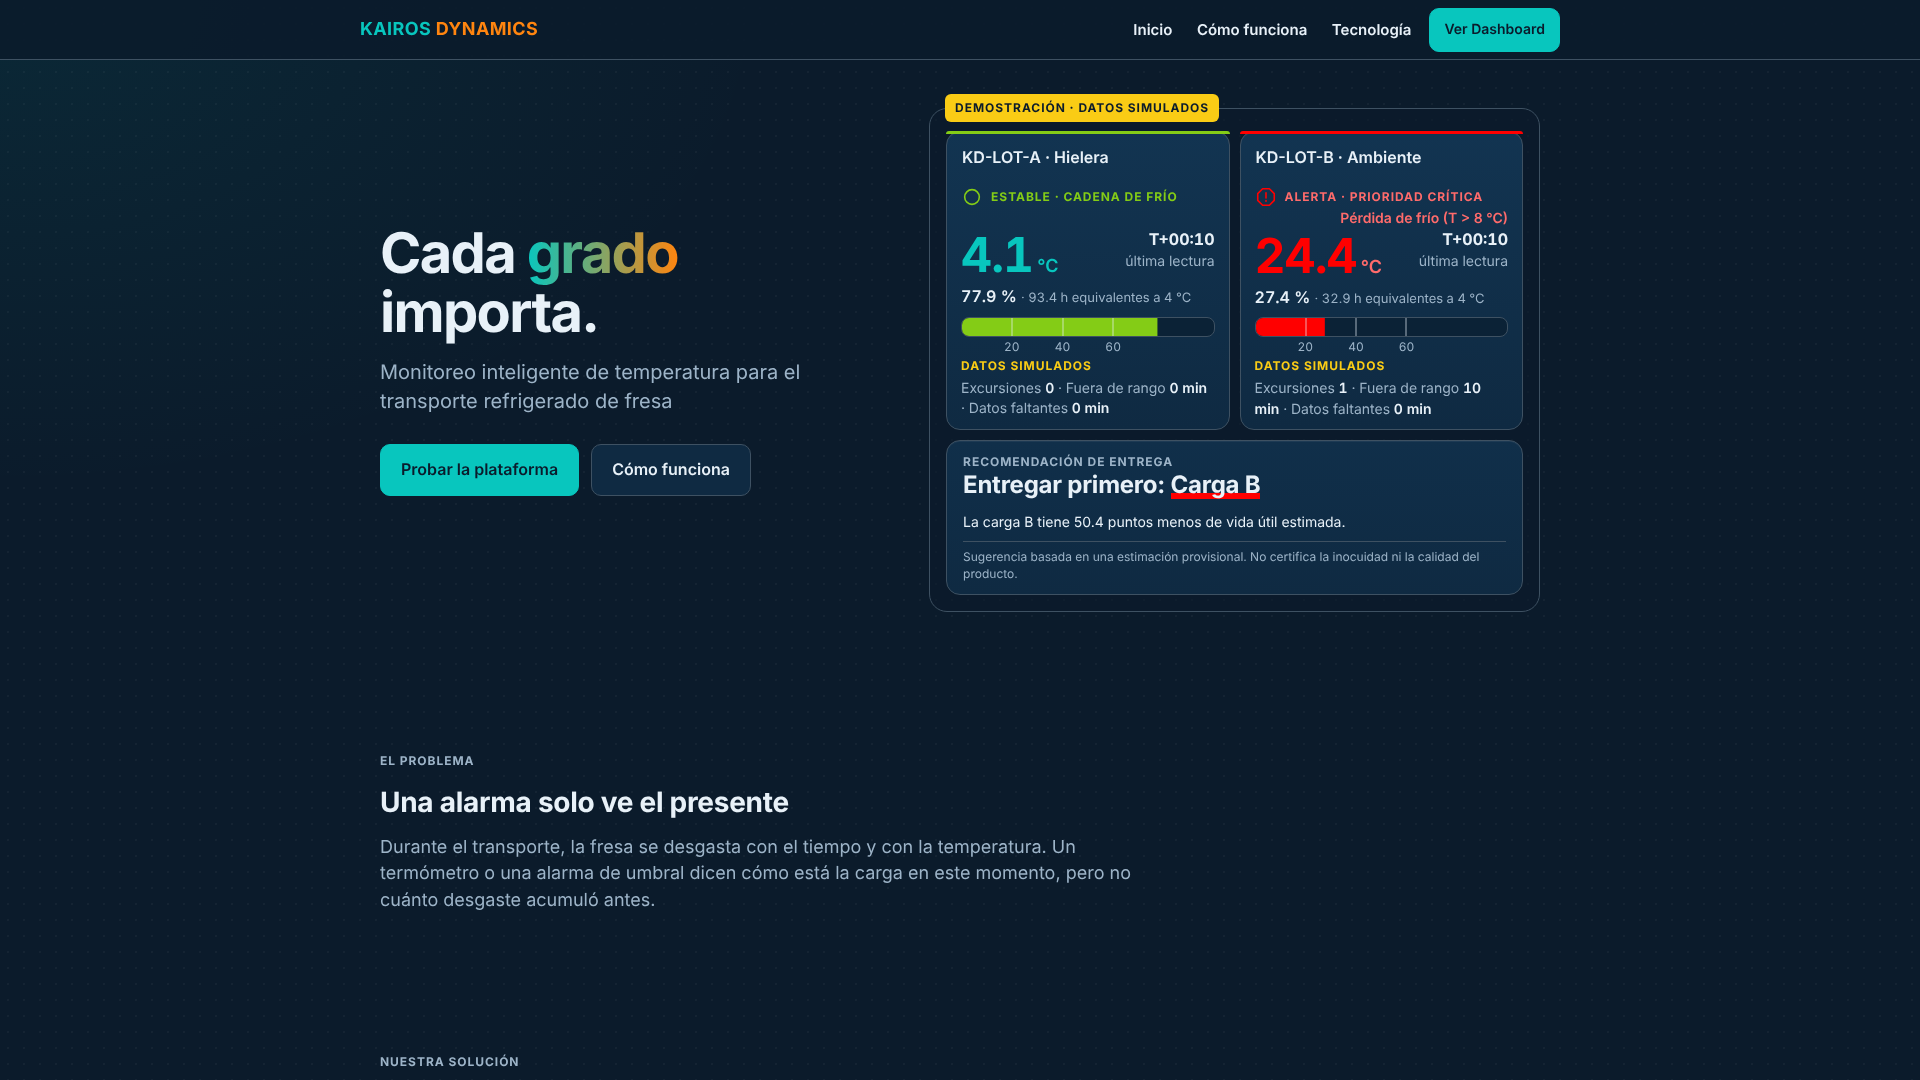 KAIROS DYNAMICS
Inicio
Cómo funciona
Tecnología
Ver Dashboard
Cada grado
importa.
Monitoreo inteligente de temperatura para el
transporte refrigerado de fresa
Probar la plataforma
Cómo funciona
DEMOSTRACIÓN · DATOS SIMULADOS
KD-LOT-A · Hielera
ESTABLE · CADENA DE FRÍO
4.1 °C
T+00:10
última lectura
77.9 % · 93.4 h equivalentes a 4 °C
20 40 60
DATOS SIMULADOS
Excursiones 0 · Fuera de rango 0 min
· Datos faltantes 0 min
KD-LOT-B · Ambiente
ALERTA · PRIORIDAD CRÍTICA
Pérdida de frío (T > 8 °C)
24.4 °C
T+00:10
última lectura
27.4 % · 32.9 h equivalentes a 4 °C
20 40 60
DATOS SIMULADOS
Excursiones 1 · Fuera de rango 10
min · Datos faltantes 0 min
RECOMENDACIÓN DE ENTREGA
Entregar primero: Carga B
La carga B tiene 50.4 puntos menos de vida útil estimada.
Sugerencia basada en una estimación provisional. No certifica la inocuidad ni la calidad del
producto.
EL PROBLEMA
Una alarma solo ve el presente
Durante el transporte, la fresa se desgasta con el tiempo y con la temperatura. Un
termómetro o una alarma de umbral dicen cómo está la carga en este momento, pero no
cuánto desgaste acumuló antes.
NUESTRA SOLUCIÓN